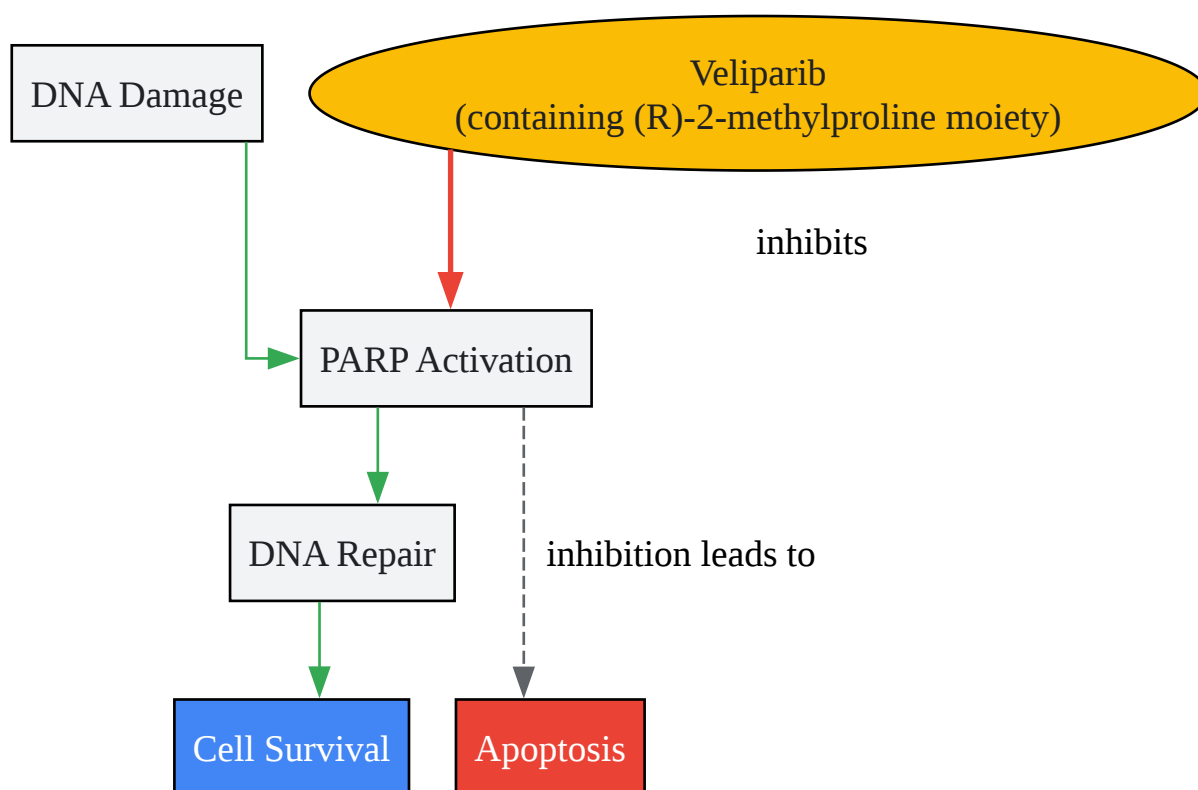 DNA Damage
Veliparib
(containing (R)-2-methylproline moiety)
inhibits
PARP Activation
DNA Repair
inhibition leads to
Cell Survival
Apoptosis